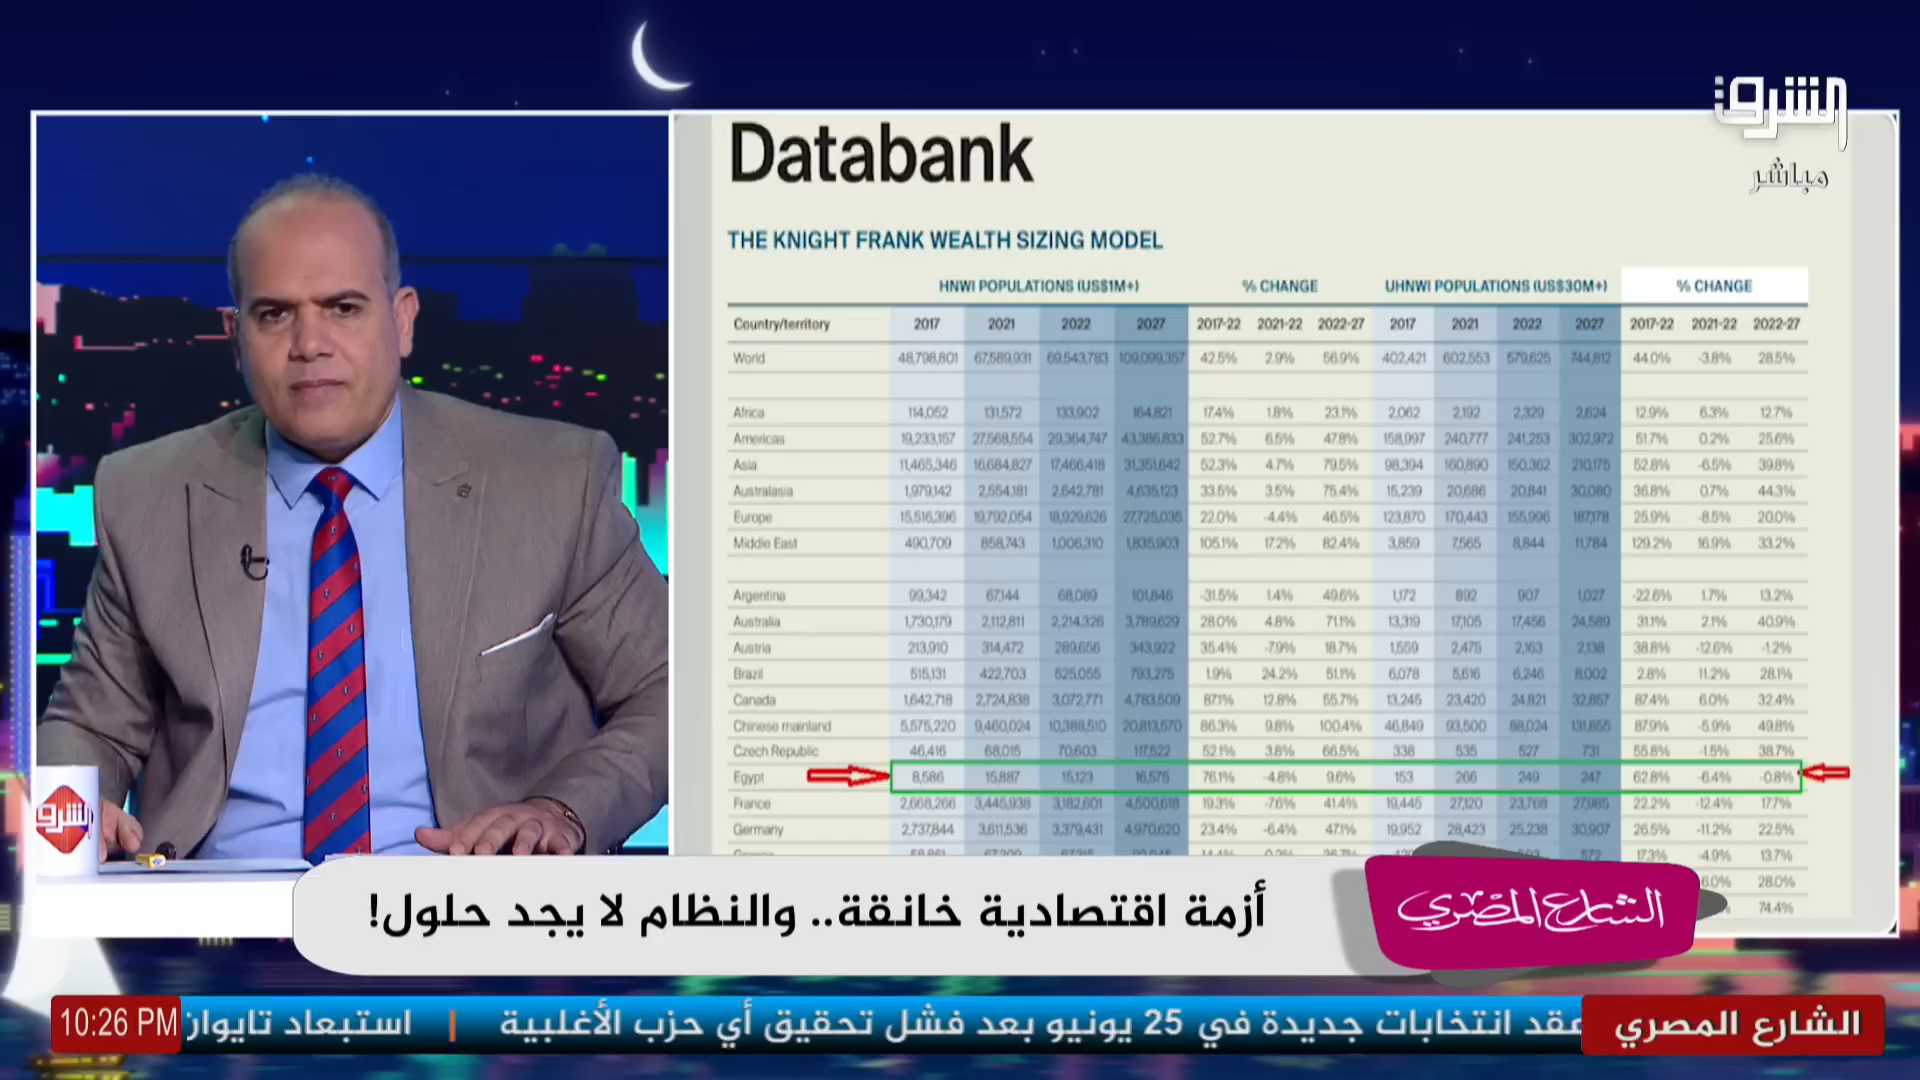 الشرق
مباشر
Databank
THE KNIGHT FRANK WEALTH SIZING MODEL
HNWI POPULATIONS (US$1M+) % CHANGE UHNWI POPULATIONS (US$30M+) % CHANGE
Country/territory 2017 2021 2022 2027 2017-22 2021-22 2022-27 2017 2021 2022 2027 2017-22 2021-22 2022-27
World 48,798,801 67,589,931 69,543,783 109,099,357 42.5% 2.9% 56.9% 402,421 602,553 579,625 744,812 44.0% -3.8% 28.5%
Africa 114,052 131,572 133,902 164,821 17.4% 1.8% 23.1% 2,062 2,192 2,329 2,624 12.9% 6.3% 12.7%
Americas 19,233,157 27,568,554 29,364,747 43,386,833 52.7% 6.5% 47.8% 158,997 240,777 241,253 302,972 51.7% 0.2% 25.6%
Asia 11,465,346 16,684,827 17,466,418 31,351,642 52.3% 4.7% 79.5% 98,394 160,890 150,362 210,175 52.8% -6.5% 39.8%
Australasia 1,979,142 2,554,181 2,642,781 4,635,123 33.5% 3.5% 75.4% 15,239 20,686 20,841 30,080 36.8% 0.7% 44.3%
Europe 15,516,396 19,792,054 18,929,626 27,725,035 22.0% -4.4% 46.5% 123,870 170,443 155,996 187,178 25.9% -8.5% 20.0%
Middle East 490,709 858,743 1,006,310 1,835,903 105.1% 17.2% 82.4% 3,859 7,565 8,844 11,784 129.2% 16.9% 33.2%
Argentina 99,342 67,144 68,089 101,846 -31.5% 1.4% 49.6% 1,172 892 907 1,027 -22.6% 1.7% 13.2%
Australia 1,730,179 2,112,811 2,214,326 3,789,629 28.0% 4.8% 71.1% 13,319 17,105 17,456 24,589 31.1% 2.1% 40.9%
Austria 213,910 314,472 289,656 343,922 35.4% -7.9% 18.7% 1,559 2,475 2,163 2,138 38.8% -12.6% -1.2%
Brazil 515,131 422,703 525,055 793,275 1.9% 24.2% 51.1% 6,078 5,616 6,246 8,002 2.8% 11.2% 28.1%
Canada 1,642,718 2,724,838 3,072,771 4,783,509 87.1% 12.8% 55.7% 13,245 23,420 24,821 32,857 87.4% 6.0% 32.4%
Chinese mainland 5,575,220 9,460,024 10,388,510 20,813,570 86.3% 9.8% 100.4% 46,849 93,500 88,024 131,855 87.9% -5.9% 49.8%
Czech Republic 46,416 68,015 70,603 117,522 52.1% 3.8% 66.5% 338 535 527 731 55.8% -1.5% 38.7%
Egypt 8,586 15,887 15,123 16,575 76.1% -4.8% 9.6% 153 266 249 247 62.8% -6.4% -0.8%
France 2,668,266 3,445,938 3,182,601 4,500,618 19.3% -7.6% 41.4% 19,445 27,120 23,768 27,985 22.2% -12.4% 17.7%
Germany 2,737,844 3,611,536 3,379,431 4,970,620 23.4% -6.4% 47.1% 19,952 28,423 25,238 30,907 26.5% -11.2% 22.5%
572 17.3% -4.9% 13.7%
28.0%
74.4%
الشرق
الشارع المصري
أزمة اقتصادية خانقة.. والنظام لا يجد حلول!
الشارع المصري
عقد انتخابات جديدة في 25 يونيو بعد فشل تحقيق أي حزب الأغلبية | استبعاد تايوان
10:26 PM